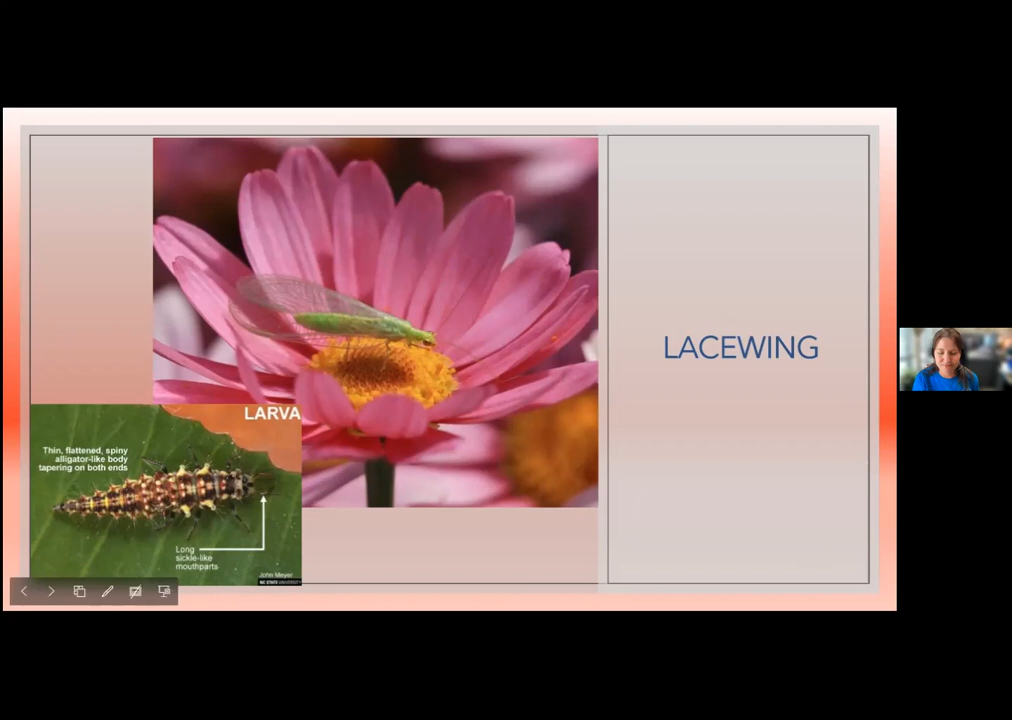 LARVA
Thin, flattened, spiny
alligator-like body
tapering on both ends
Long
sickle-like
mouthparts
John Meyer
NC STATE UNIVERSITY
LACEWING